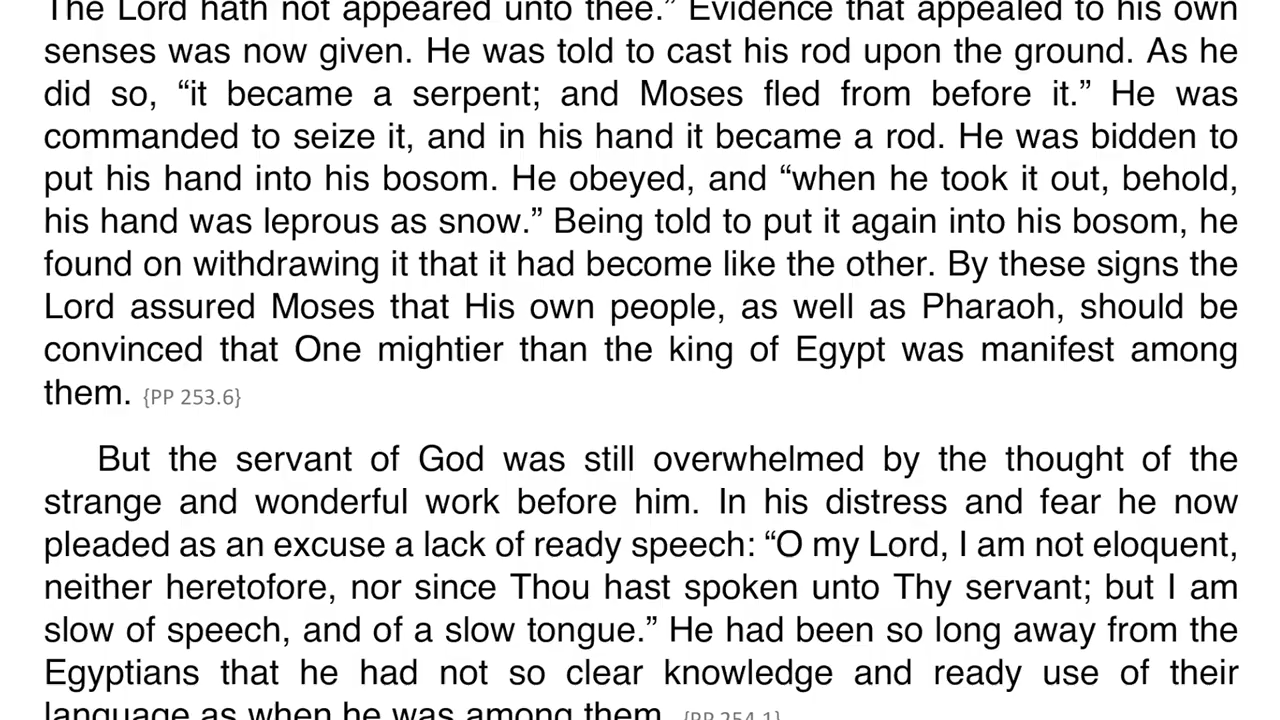 The Lord hath not appeared unto thee.” Evidence that appealed to his own
senses was now given. He was told to cast his rod upon the ground. As he
did so, “it became a serpent; and Moses fled from before it.” He was
commanded to seize it, and in his hand it became a rod. He was bidden to
put his hand into his bosom. He obeyed, and “when he took it out, behold,
his hand was leprous as snow.” Being told to put it again into his bosom, he
found on withdrawing it that it had become like the other. By these signs the
Lord assured Moses that His own people, as well as Pharaoh, should be
convinced that One mightier than the king of Egypt was manifest among
them. {PP 253.6}
But the servant of God was still overwhelmed by the thought of the
strange and wonderful work before him. In his distress and fear he now
pleaded as an excuse a lack of ready speech: “O my Lord, I am not eloquent,
neither heretofore, nor since Thou hast spoken unto Thy servant; but I am
slow of speech, and of a slow tongue.” He had been so long away from the
Egyptians that he had not so clear knowledge and ready use of their
language as when he was among them. {PP 254.1}